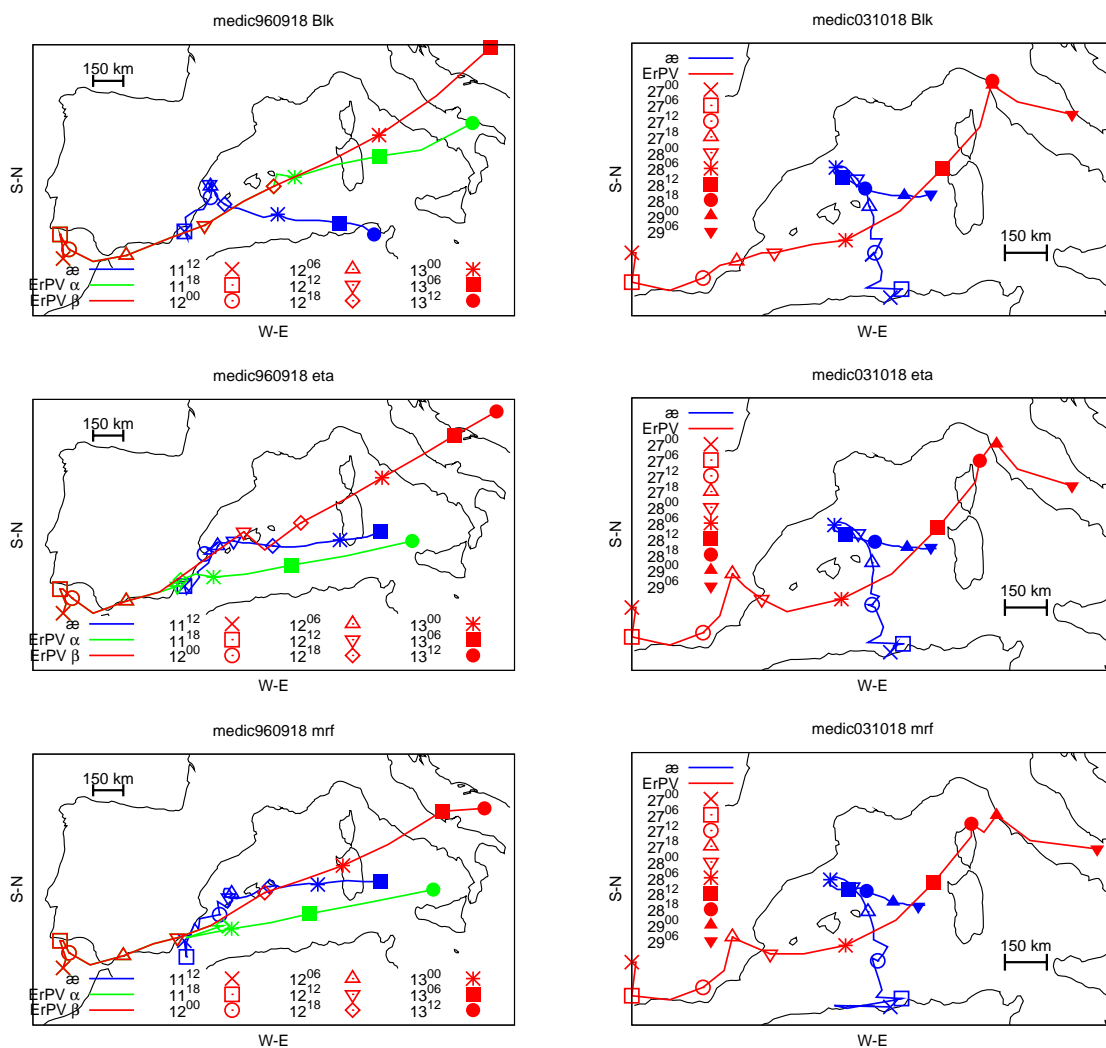 medic960918 Blk
150 km
S-N
æ 11¹² 12⁰⁶ 13⁰⁰
ErPV α 11¹⁸ 12¹² 13⁰⁶
ErPV β 12⁰⁰ 12¹⁸ 13¹²
W-E
medic031018 Blk
æ
ErPV
27⁰⁰
27⁰⁶
27¹²
27¹⁸
28⁰⁰
28⁰⁶
28¹²
28¹⁸
29⁰⁰
29⁰⁶
150 km
S-N
W-E
medic960918 eta
150 km
S-N
æ 11¹² 12⁰⁶ 13⁰⁰
ErPV α 11¹⁸ 12¹² 13⁰⁶
ErPV β 12⁰⁰ 12¹⁸ 13¹²
W-E
medic031018 eta
æ
ErPV
27⁰⁰
27⁰⁶
27¹²
27¹⁸
28⁰⁰
28⁰⁶
28¹²
28¹⁸
29⁰⁰
29⁰⁶
150 km
S-N
W-E
medic960918 mrf
150 km
S-N
æ 11¹² 12⁰⁶ 13⁰⁰
ErPV α 11¹⁸ 12¹² 13⁰⁶
ErPV β 12⁰⁰ 12¹⁸ 13¹²
W-E
medic031018 mrf
æ
ErPV
27⁰⁰
27⁰⁶
27¹²
27¹⁸
28⁰⁰
28⁰⁶
28¹²
28¹⁸
29⁰⁰
29⁰⁶
150 km
S-N
W-E